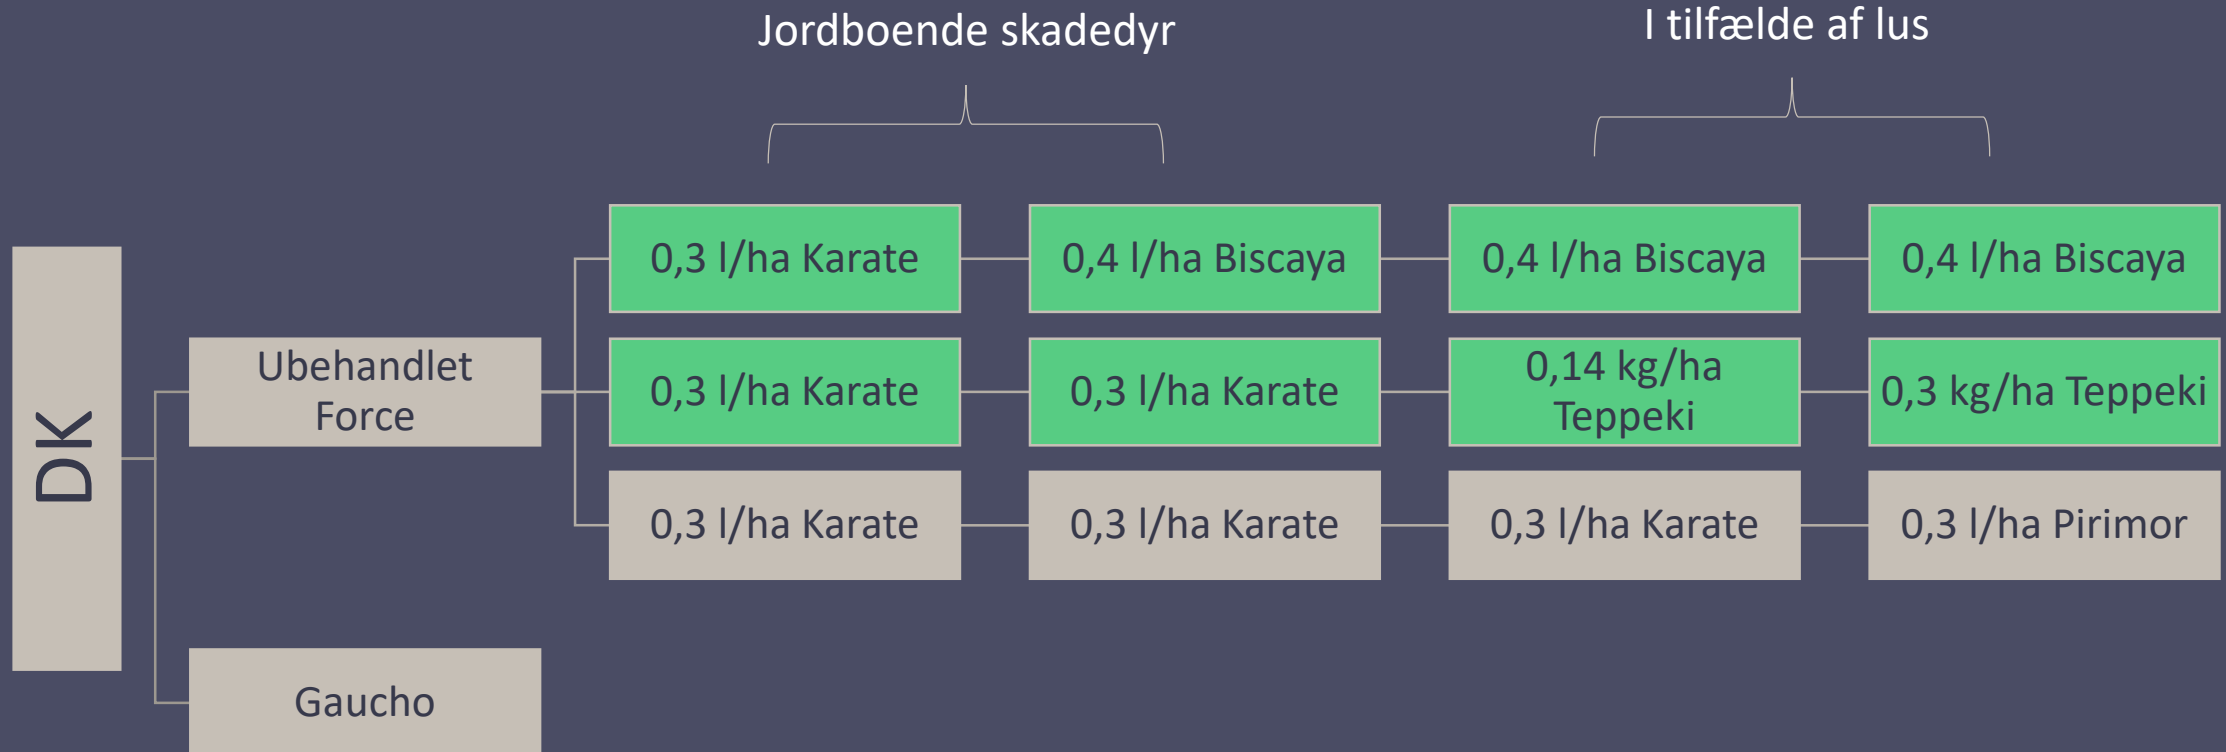 Jordboende skadedyr
I tilfælde af lus
DK
Ubehandlet
Force
0,3 l/ha Karate
0,4 l/ha Biscaya
0,4 l/ha Biscaya
0,4 l/ha Biscaya
0,3 l/ha Karate
0,3 l/ha Karate
0,14 kg/ha
Teppeki
0,3 kg/ha Teppeki
0,3 l/ha Karate
0,3 l/ha Karate
0,3 l/ha Karate
0,3 l/ha Pirimor
Gaucho